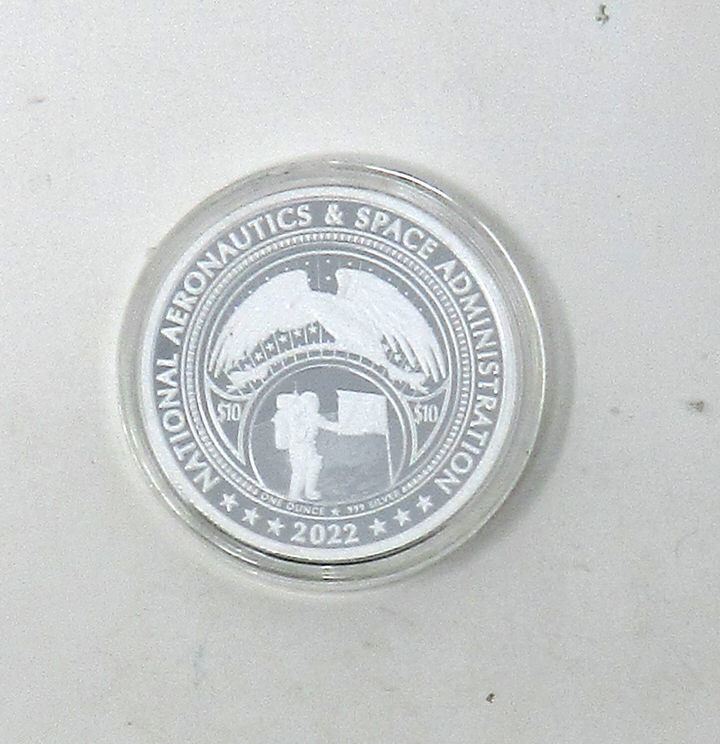 NATIONAL AERONAUTICS & SPACE ADMINISTRATION
$10 $10
ONE OUNCE ★ .999 SILVER
★ ★ ★ 2022 ★ ★ ★